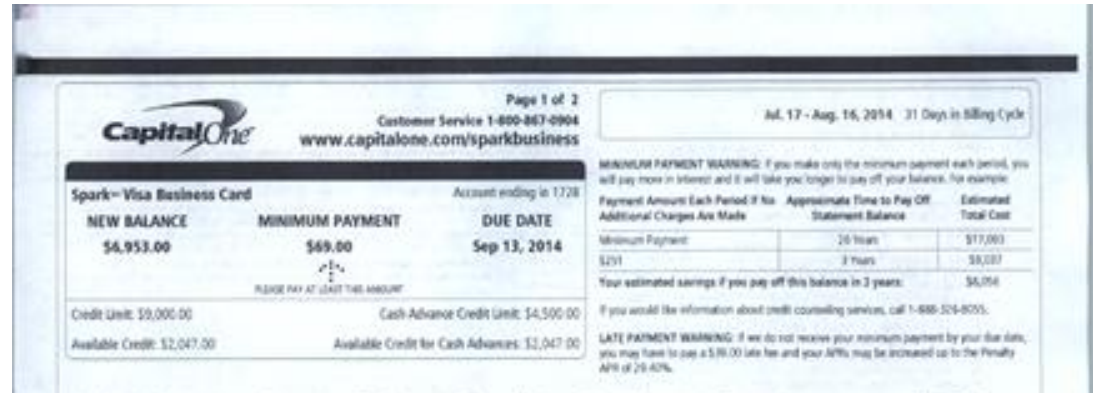 CapitalOne
Page 1 of 2
Customer Service 1-800-867-0904
www.capitalone.com/sparkbusiness
Spark℠ Visa Business Card
Account ending in 1728
NEW BALANCE MINIMUM PAYMENT DUE DATE
$6,953.00 $69.00 Sep 13, 2014
PLEASE PAY AT LEAST THIS AMOUNT
Credit Limit: $9,000.00 Cash Advance Credit Limit: $4,500.00
Available Credit: $2,047.00 Available Credit for Cash Advances: $2,047.00
Jul. 17 - Aug. 16, 2014 31 Days in Billing Cycle
MINIMUM PAYMENT WARNING: If you make only the minimum payment each period, you
will pay more in interest and it will take you longer to pay off your balance. For example:
Payment Amount Each Period If No Approximate Time to Pay Off Estimated
Additional Charges Are Made Statement Balance Total Cost
Minimum Payment 26 Years
$251 3 Years
Your estimated savings if you pay off this balance in 3 years:
If you would like information about credit counseling services, call 1-888-326-8055.
LATE PAYMENT WARNING: If we do not receive your minimum payment by your due date,
you may have to pay a $39.00 late fee and your APRs may be increased up to the Penalty
APR of 29.40%.